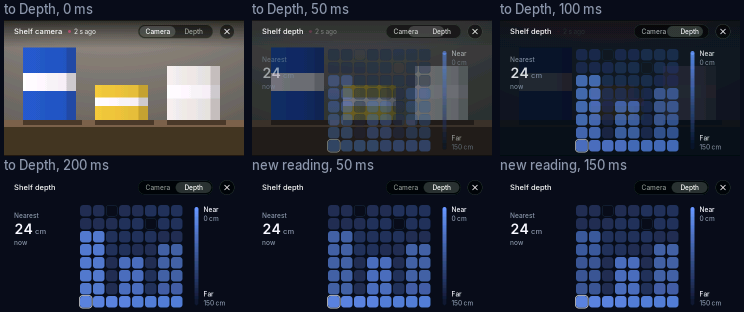 to Depth, 0 ms
Shelf camera • 2 s ago
Camera Depth ✕
to Depth, 50 ms
Shelf depth • 2 s ago
Camera Depth ✕
Nearest
24 cm
now
Near
0 cm
Far
150 cm
to Depth, 100 ms
Shelf depth
Camera Depth ✕
Nearest
24 cm
now
Near
0 cm
Far
150 cm
to Depth, 200 ms
Shelf depth
Camera Depth ✕
Nearest
24 cm
now
Near
0 cm
Far
150 cm
new reading, 50 ms
Shelf depth
Camera Depth ✕
Nearest
24 cm
now
Near
0 cm
Far
150 cm
new reading, 150 ms
Shelf depth
Camera Depth ✕
Nearest
24 cm
now
Near
0 cm
Far
150 cm